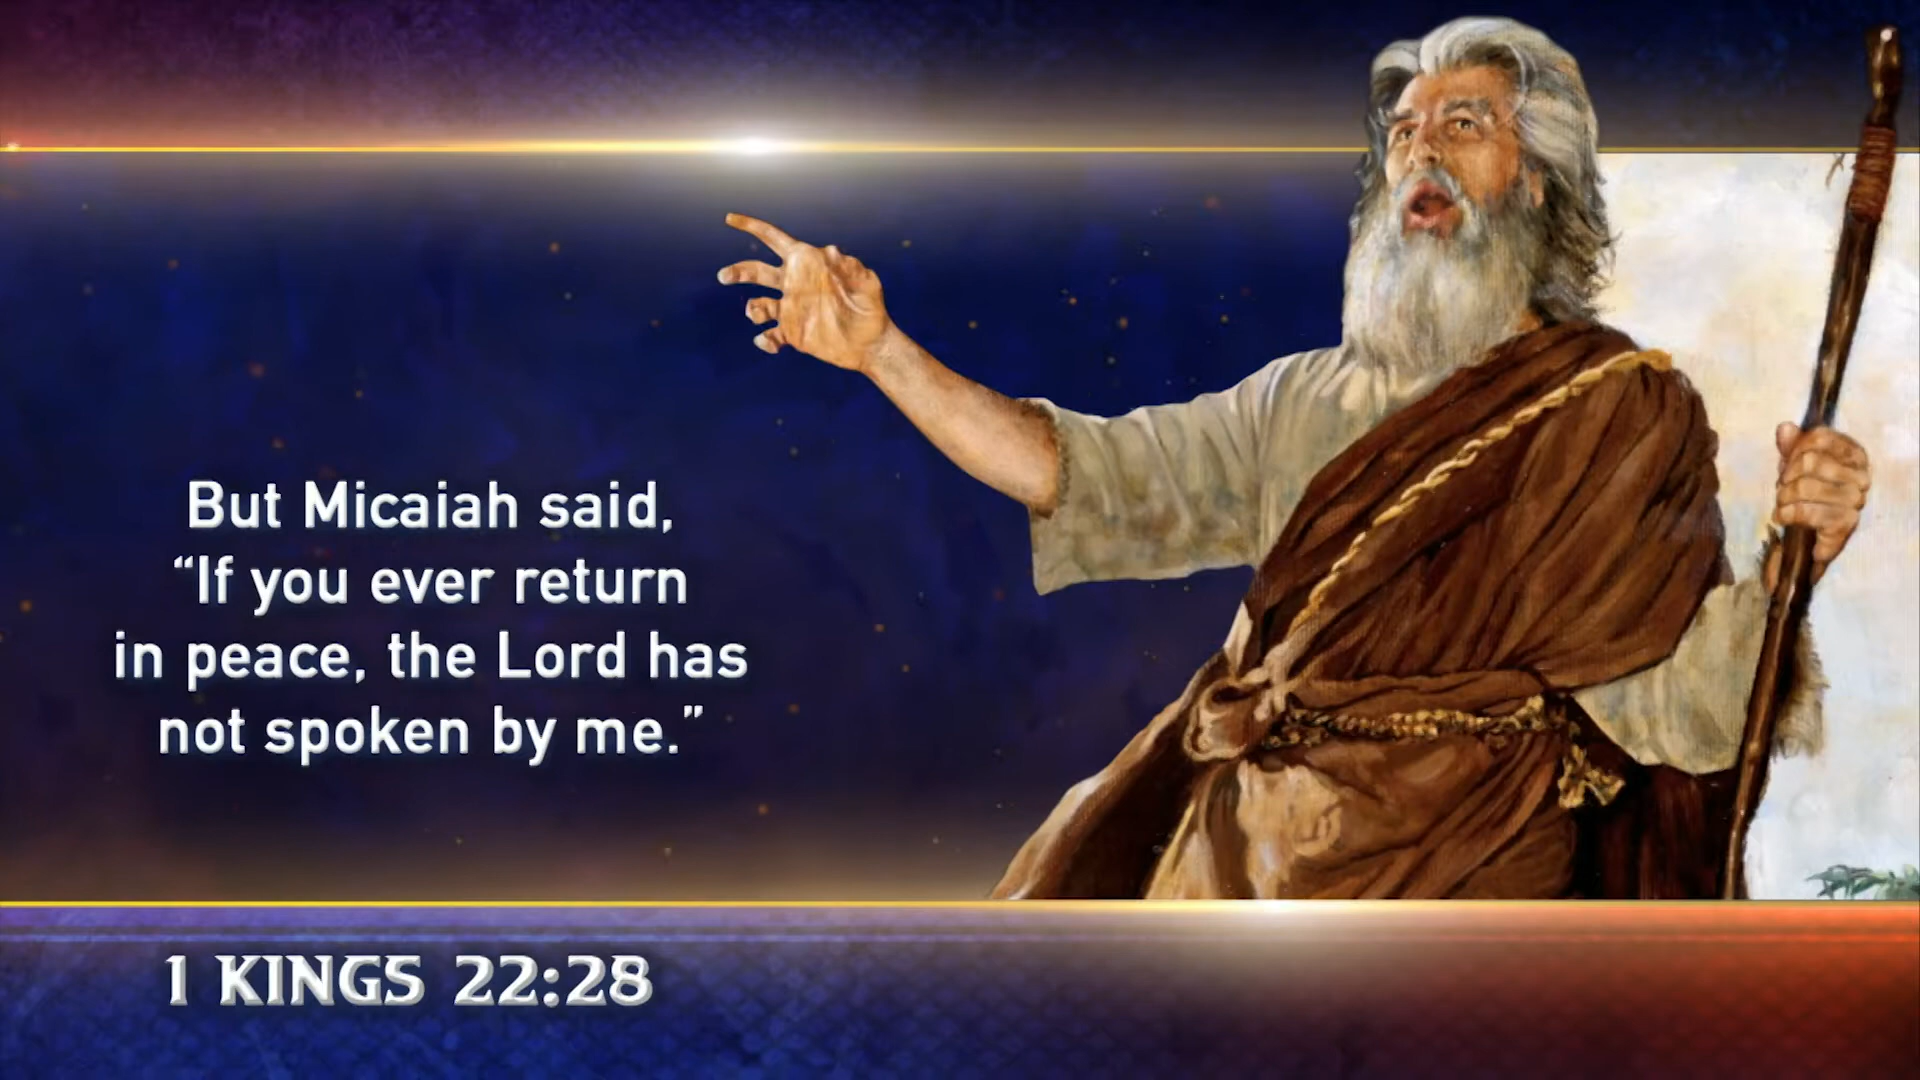 But Micaiah said,
“If you ever return
in peace, the Lord has
not spoken by me.”
1 KINGS 22:28